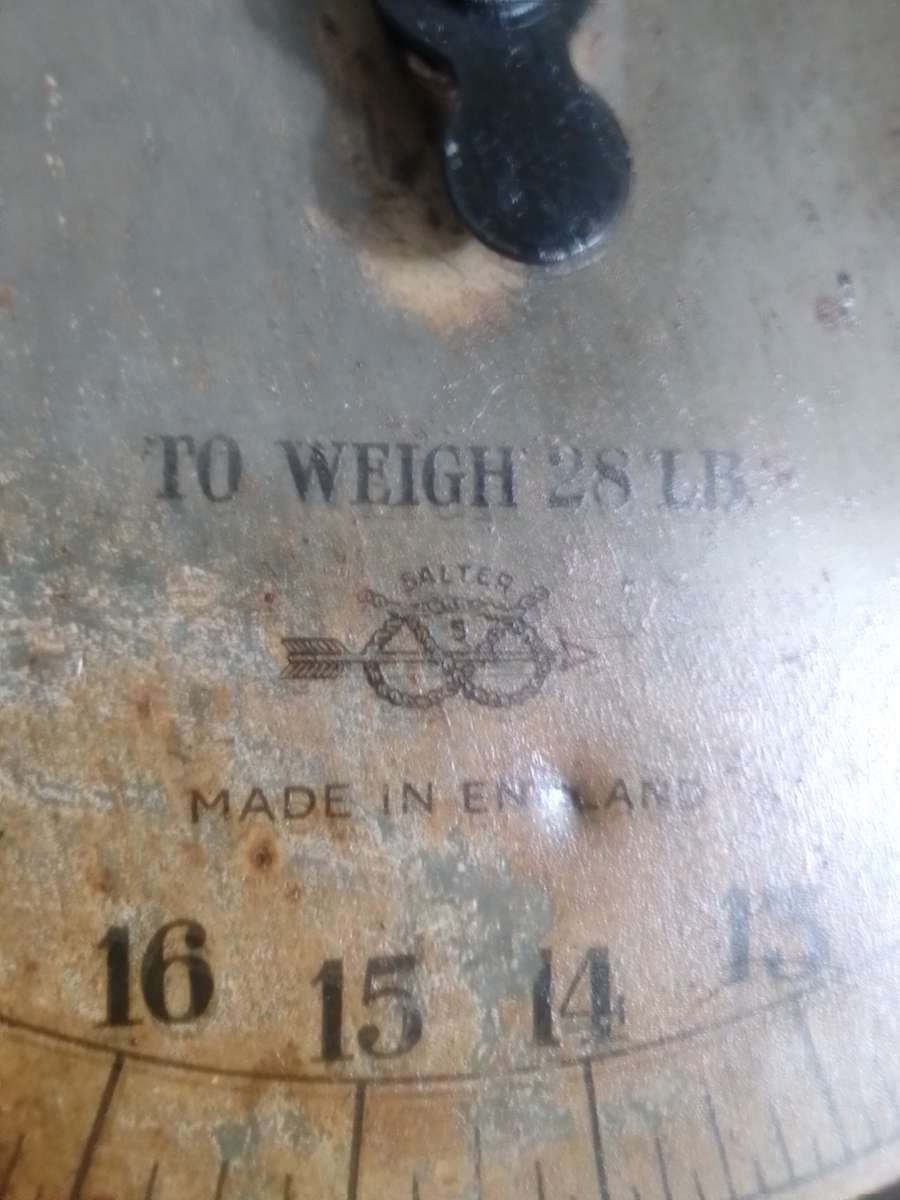 TO WEIGH 28 LB
SALTER
S
MADE IN ENGLAND
16 15 14 13